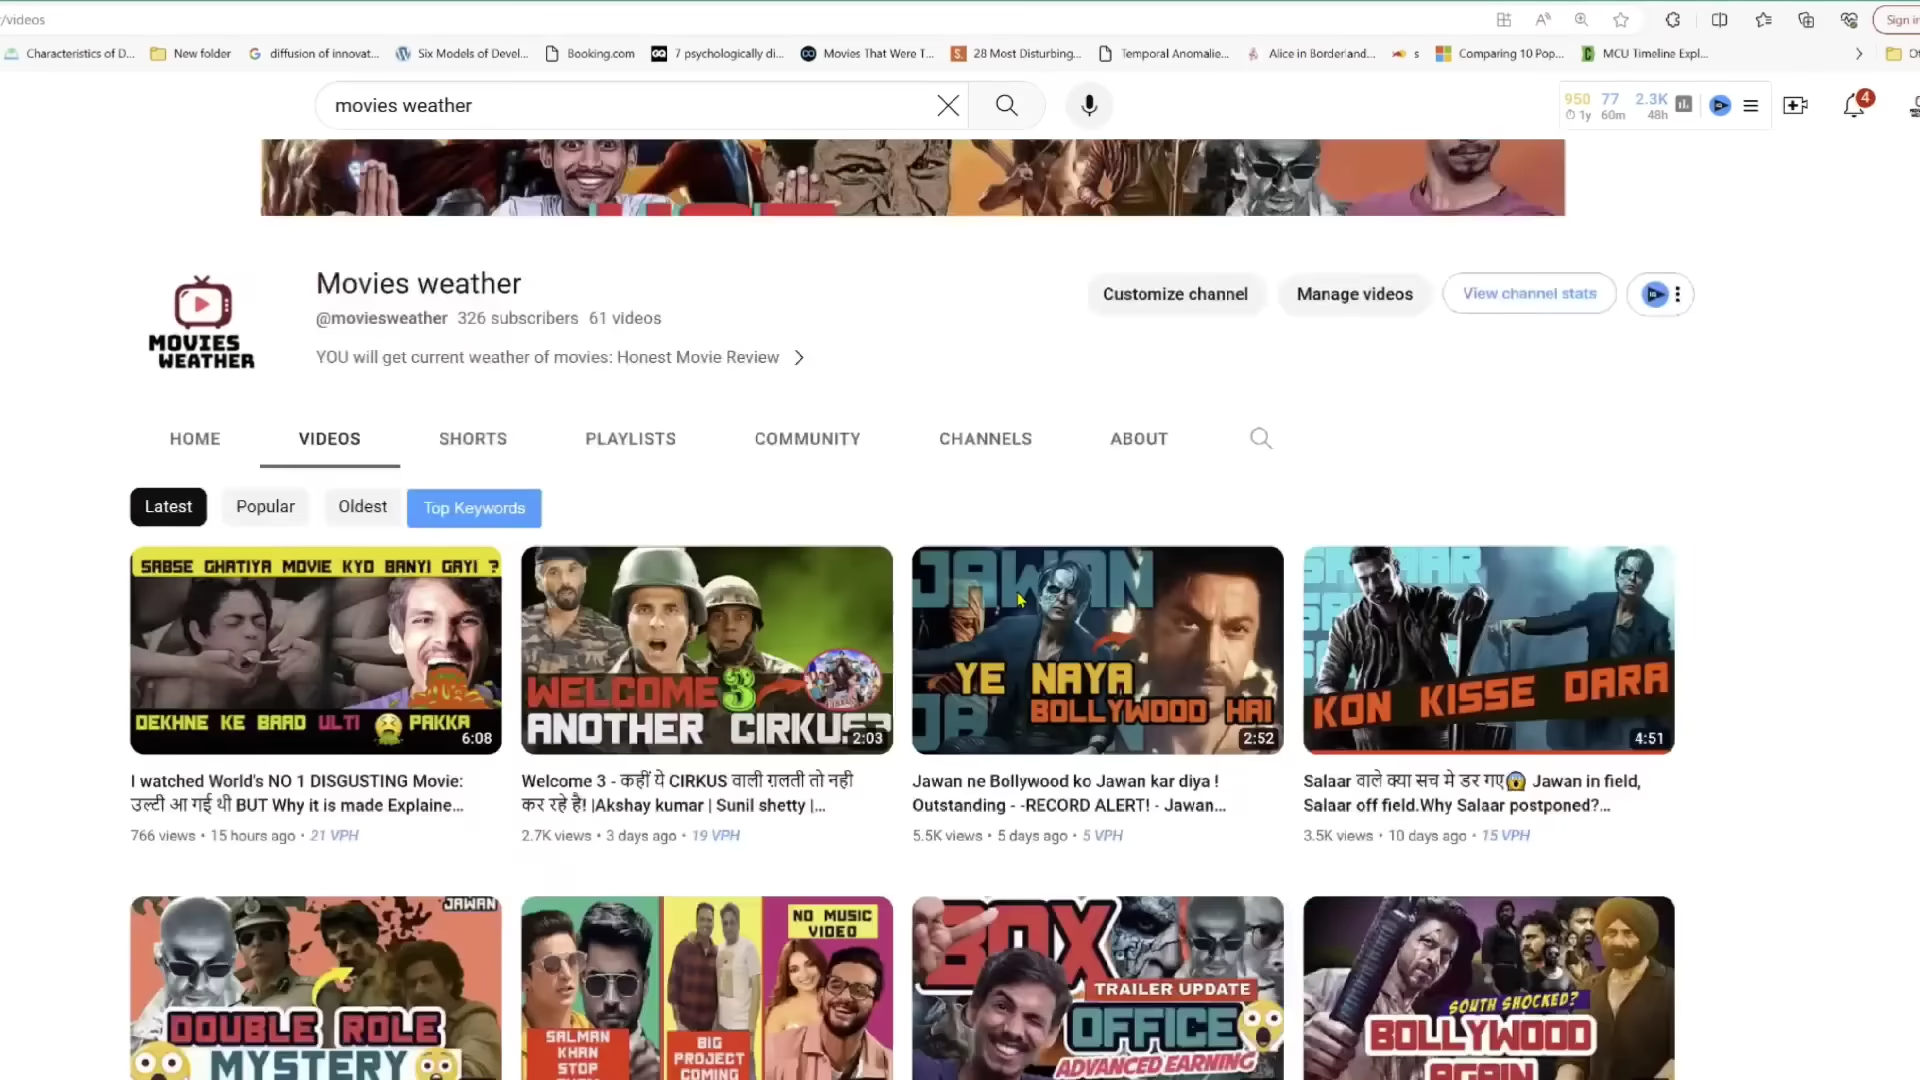 /videos
Sign in
Characteristics of D...
New folder
diffusion of innovat...
Six Models of Devel...
Booking.com
7 psychologically di...
Movies That Were T...
28 Most Disturbing...
Temporal Anomalie...
Alice in Borderland...
s
Comparing 10 Pop...
MCU Timeline Expl...
movies weather
950 77 2.3K
1y 60m 48h
4
Movies weather
@moviesweather 326 subscribers 61 videos
YOU will get current weather of movies: Honest Movie Review
MOVIES
WEATHER
Customize channel
Manage videos
View channel stats
HOME
VIDEOS
SHORTS
PLAYLISTS
COMMUNITY
CHANNELS
ABOUT
Latest
Popular
Oldest
Top Keywords
SABSE GHATIYA MOVIE KYO BANYI GAYI ?
DEKHNE KE BAAD ULTI PAKKA
6:08
WELCOME 3
ANOTHER CIRKUS?
2:03
JAWAN
YE NAYA
BOLLYWOOD HAI
2:52
SALAAR
KON KISSE DARA
4:51
I watched World's NO 1 DISGUSTING Movie:
उल्टी आ गई थी BUT Why it is made Explaine...
766 views • 15 hours ago • 21 VPH
Welcome 3 - कहीं ये CIRKUS वाली ग़लती तो नही
कर रहे है! |Akshay kumar | Sunil shetty |...
2.7K views • 3 days ago • 19 VPH
Jawan ne Bollywood ko Jawan kar diya !
Outstanding - -RECORD ALERT! - Jawan...
5.5K views • 5 days ago • 5 VPH
Salaar वाले क्या सच मे डर गए😱 Jawan in field,
Salaar off field.Why Salaar postponed?...
3.5K views • 10 days ago • 15 VPH
JAWAN
DOUBLE ROLE
MYSTERY
NO MUSIC
VIDEO
SALMAN
KHAN
STOP
BIG
PROJECT
COMING
BOX
TRAILER UPDATE
OFFICE
ADVANCED EARNING
SOUTH SHOCKED?
BOLLYWOOD
AGAIN